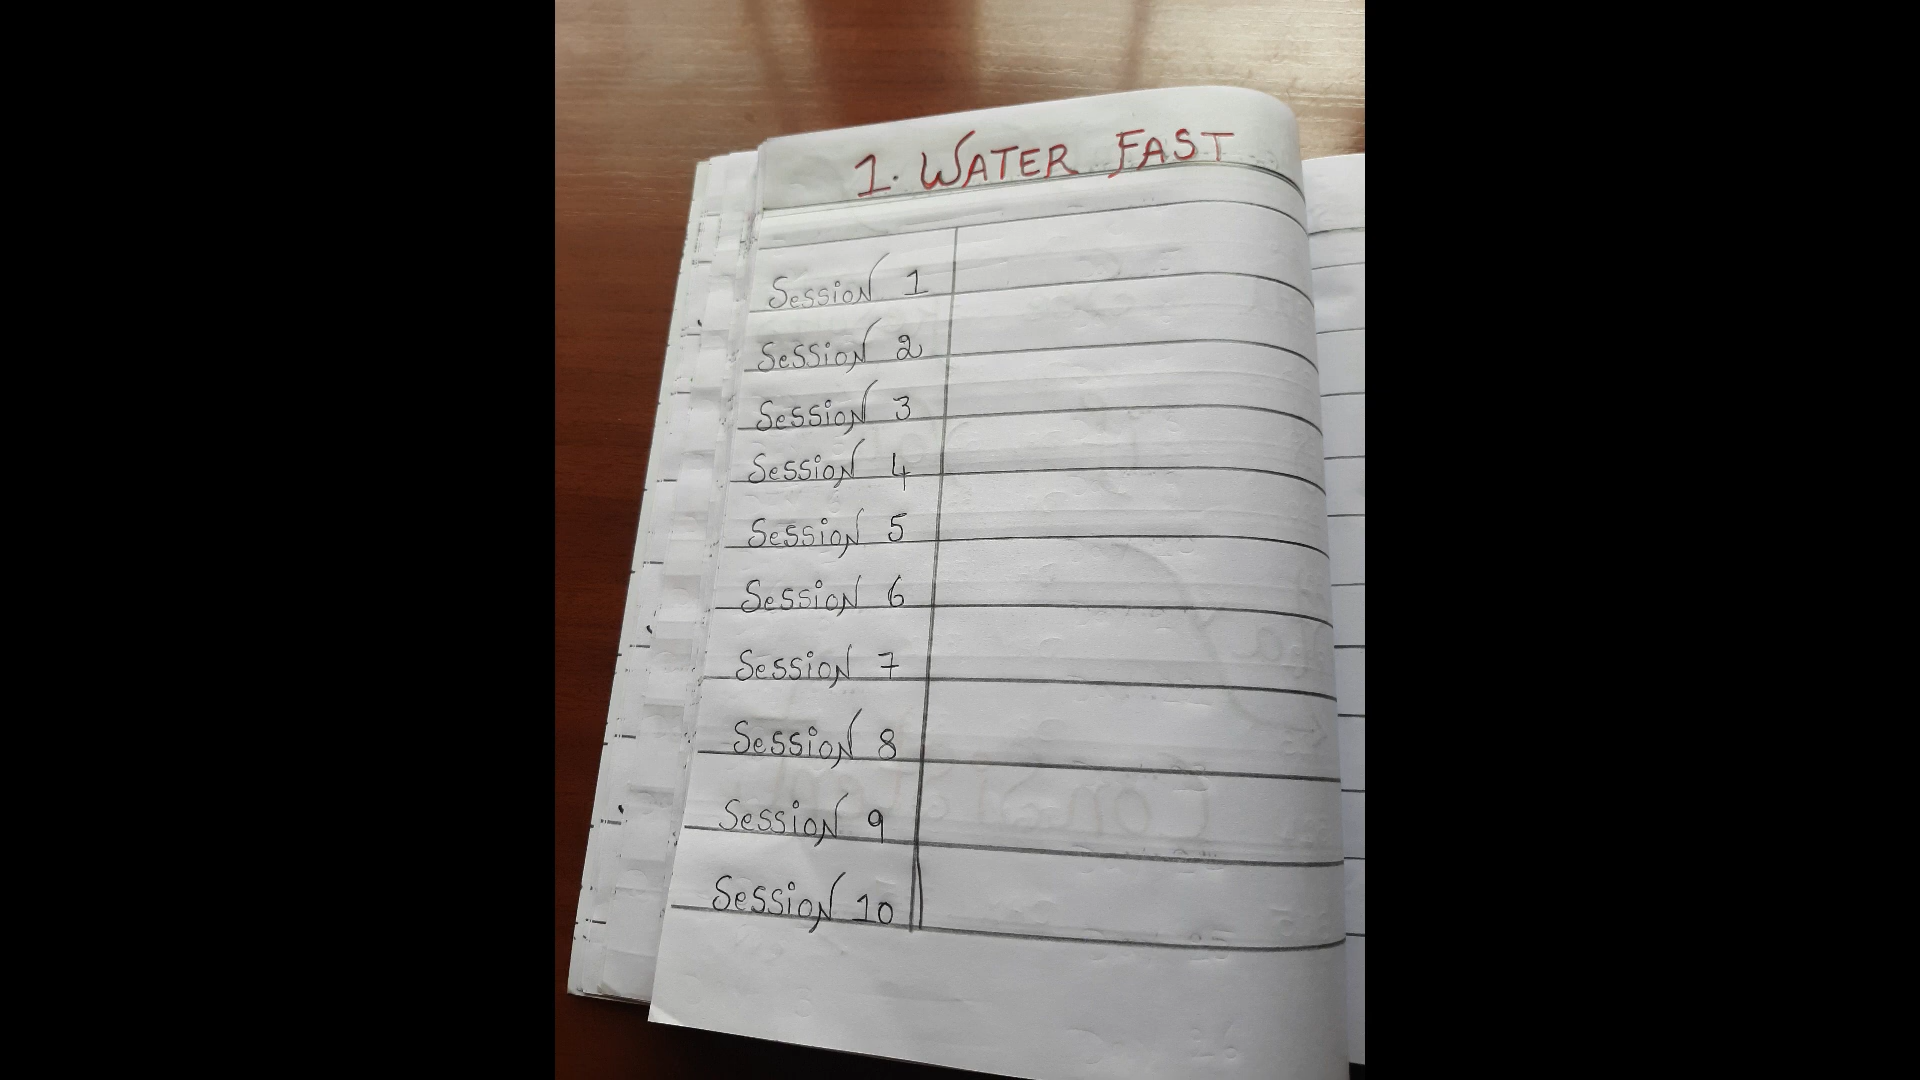 1. WATER FAST
Session 1
Session 2
Session 3
Session 4
Session 5
Session 6
Session 7
Session 8
Session 9
Session 10